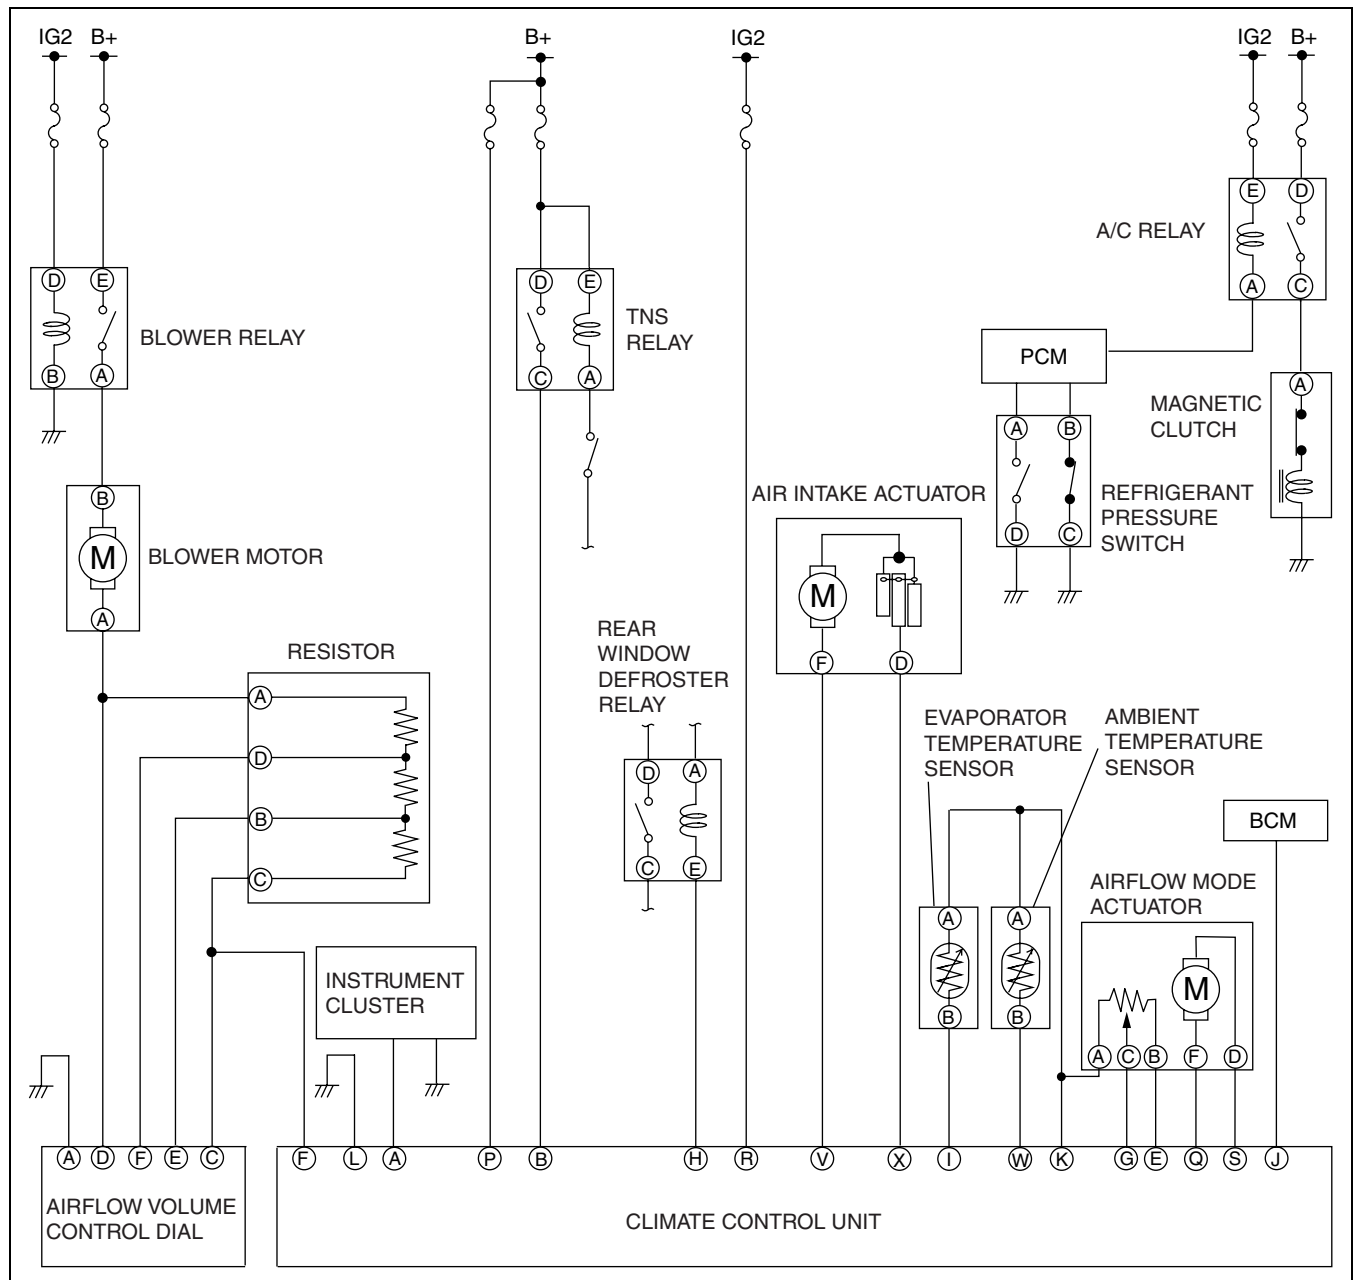 IG2 B+ B+ IG2 IG2 B+
E D
A/C RELAY
A C
D E
BLOWER RELAY
B A
D E
TNS
RELAY
C A
PCM
A
MAGNETIC
CLUTCH
A B
D C
REFRIGERANT
PRESSURE
SWITCH
B
M
BLOWER MOTOR
A
AIR INTAKE ACTUATOR
M
F D
RESISTOR
A
D
B
C
REAR
WINDOW
DEFROSTER
RELAY
D A
C E
EVAPORATOR
TEMPERATURE
SENSOR
AMBIENT
TEMPERATURE
SENSOR
A A
B B
BCM
AIRFLOW MODE
ACTUATOR
M
A C B F D
INSTRUMENT
CLUSTER
A D F E C
AIRFLOW VOLUME
CONTROL DIAL
F L A P B H R V X I W K G E Q S J
CLIMATE CONTROL UNIT